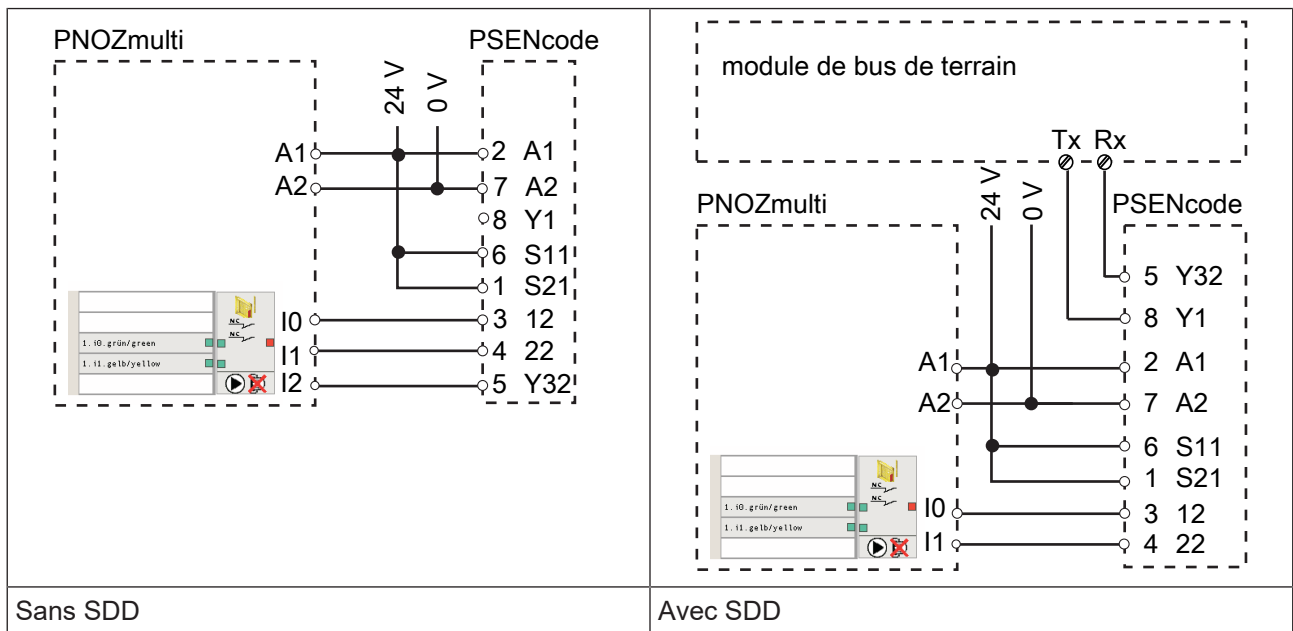 PNOZmulti
PSENcode
24 V
0 V
A1
2 A1
A2
7 A2
8 Y1
6 S11
1 S21
I0
3 12
NC
NC
1. i0.grün/green
I1
4 22
1. i1.gelb/yellow
I2
5 Y32
Sans SDD
module de bus de terrain
Tx Rx
PNOZmulti
24 V
0 V
PSENcode
5 Y32
8 Y1
A1
2 A1
A2
7 A2
6 S11
1 S21
NC
NC
1. i0.grün/green
I0
3 12
1. i1.gelb/yellow
I1
4 22
Avec SDD